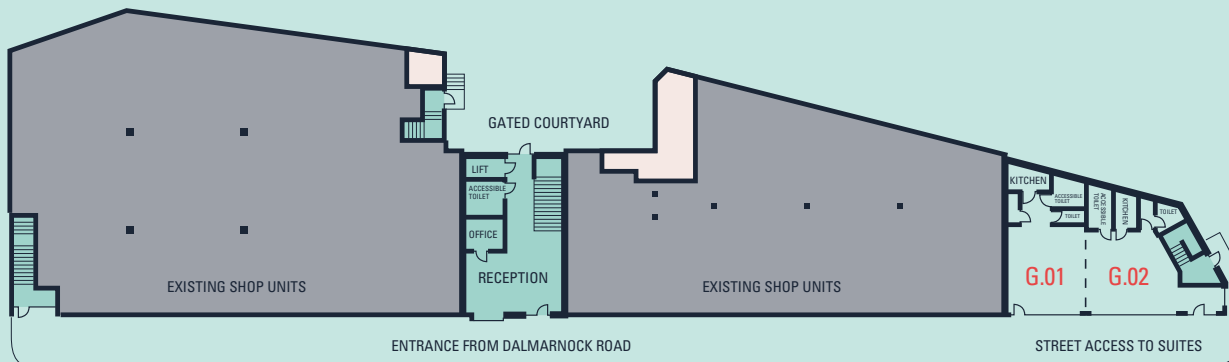 GATED COURTYARD
LIFT
ACCESSIBLE
TOILET
OFFICE
RECEPTION
EXISTING SHOP UNITS
EXISTING SHOP UNITS
KITCHEN
ACCESSIBLE
TOILET
TOILET
ACCESSIBLE
TOILET
KITCHEN
TOILET
G.01
G.02
ENTRANCE FROM DALMARNOCK ROAD
STREET ACCESS TO SUITES